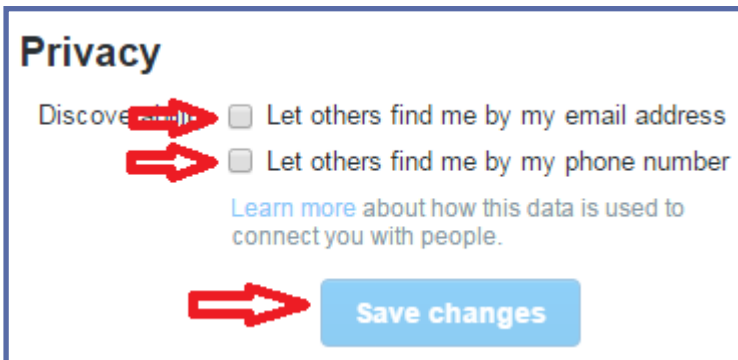 Privacy
Let others find me by my email address
Let others find me by my phone number
Learn more about how this data is used to
connect you with people.
Save changes